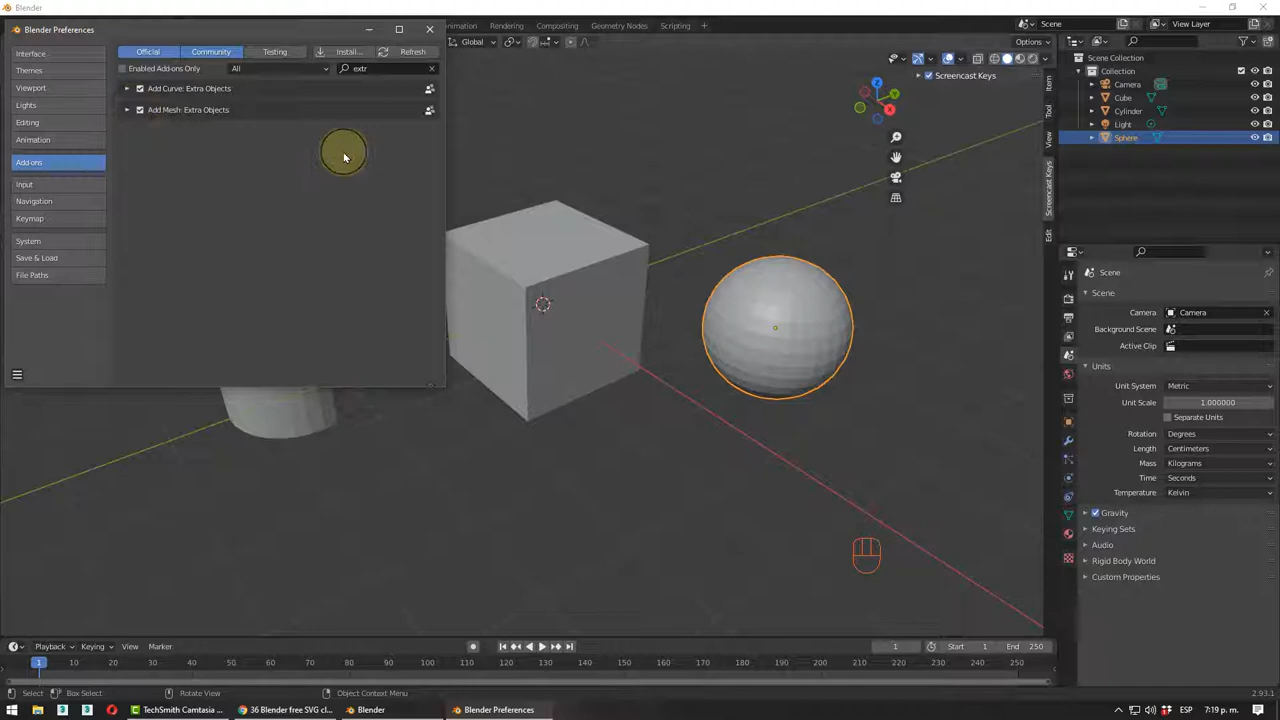 Blender
Blender Preferences
Animation
Rendering
Compositing
Geometry Nodes
Scripting
+
Scene
View Layer
Global
Options
Interface
Themes
Viewport
Lights
Editing
Animation
Add-ons
Input
Navigation
Keymap
System
Save & Load
File Paths
Official
Community
Testing
Install...
Refresh
Enabled Add-ons Only
All
extr
Add Curve: Extra Objects
Add Mesh: Extra Objects
Screencast Keys
Z
Y
X
Item
Tool
View
Screencast Keys
Edit
Scene Collection
Collection
Camera
Cube
Cylinder
Light
Sphere
Scene
Scene
Camera
Camera
Background Scene
Active Clip
Units
Unit System
Metric
Unit Scale
1.000000
Separate Units
Rotation
Degrees
Length
Centimeters
Mass
Kilograms
Time
Seconds
Temperature
Kelvin
Gravity
Keying Sets
Audio
Rigid Body World
Custom Properties
Playback
Keying
View
Marker
1
Start
1
End
250
1
10
20
30
40
50
60
70
80
90
100
110
120
130
140
150
160
170
180
190
200
210
220
230
240
250
Select
Box Select
Rotate View
Object Context Menu
2.93.1
TechSmith Camtasia ...
36 Blender free SVG cl...
Blender
Blender Preferences
ESP
7:19 p. m.